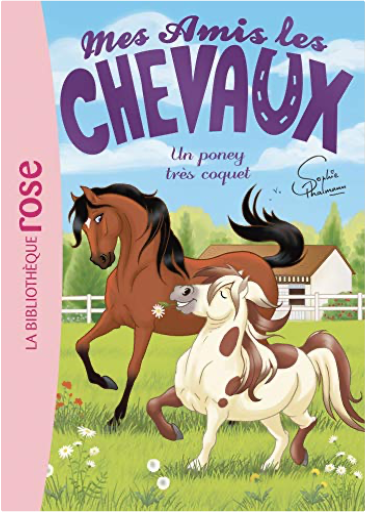 Mes Amis les
CHEVAUX
Un poney
très coquet
Sophie
Thalmann
LA BIBLIOTHÈQUE rose